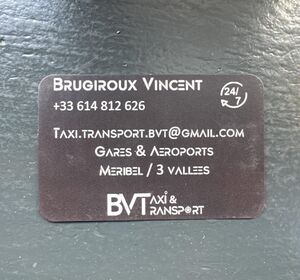 BRUGIROUX VINCENT
24/7
+33 614 812 626
TAXI.TRANSPORT.BVT@GMAIL.COM
GARES & AEROPORTS
MERIBEL / 3 VALLEES
BVT TAXI &
TRANSPORT